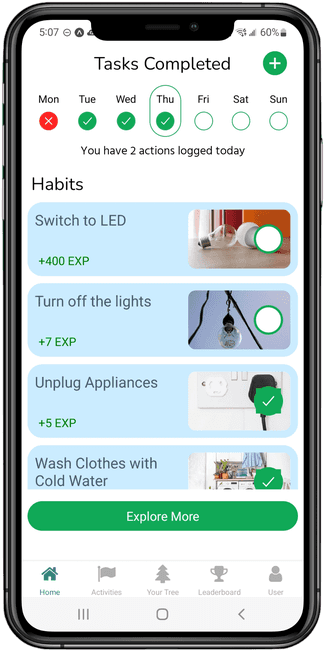 5:07 60%
Tasks Completed
Mon Tue Wed Thu Fri Sat Sun
You have 2 actions logged today
Habits
Switch to LED
+400 EXP
Turn off the lights
+7 EXP
Unplug Appliances
+5 EXP
Wash Clothes with
Cold Water
Explore More
Home Activities Your Tree Leaderboard User